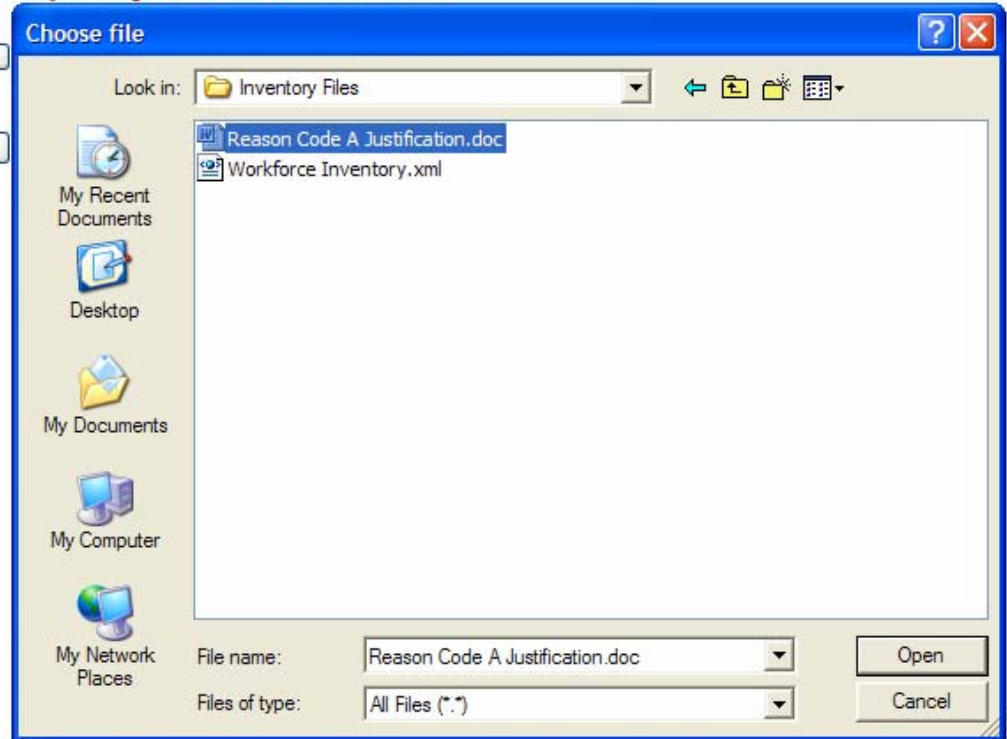 Choose file
Look in: Inventory Files
Reason Code A Justification.doc
Workforce Inventory.xml
My Recent
Documents
Desktop
My Documents
My Computer
My Network
Places
File name: Reason Code A Justification.doc Open
Files of type: All Files (*.*) Cancel